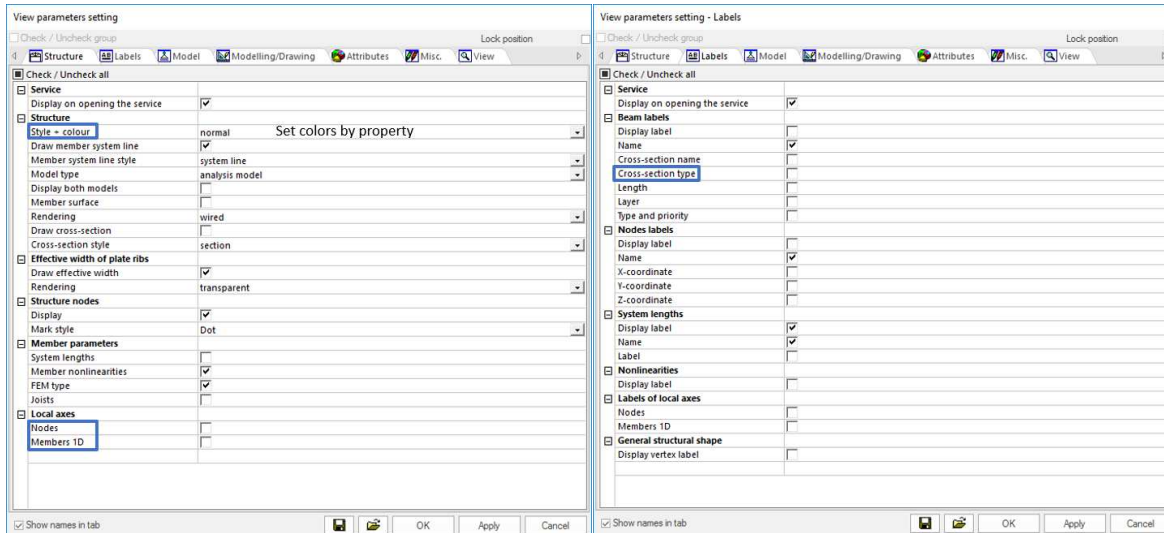 View parameters setting
Check / Uncheck group Lock position
Structure Labels Model Modelling/Drawing Attributes Misc. View
Check / Uncheck all
Service
Display on opening the service
Structure
Style + colour normal Set colors by property
Draw member system line
Member system line style system line
Model type analysis model
Display both models
Member surface
Rendering wired
Draw cross-section
Cross-section style section
Effective width of plate ribs
Draw effective width
Rendering transparent
Structure nodes
Display
Mark style Dot
Member parameters
System lengths
Member nonlinearities
FEM type
Joists
Local axes
Nodes
Members 1D
Show names in tab OK Apply Cancel
View parameters setting - Labels
Check / Uncheck group Lock position
Structure Labels Model Modelling/Drawing Attributes Misc. View
Check / Uncheck all
Service
Display on opening the service
Beam labels
Display label
Name
Cross-section name
Cross-section type
Length
Layer
Type and priority
Nodes labels
Display label
Name
X-coordinate
Y-coordinate
Z-coordinate
System lengths
Display label
Name
Label
Nonlinearities
Display label
Labels of local axes
Nodes
Members 1D
General structural shape
Display vertex label
Show names in tab OK Apply Cancel